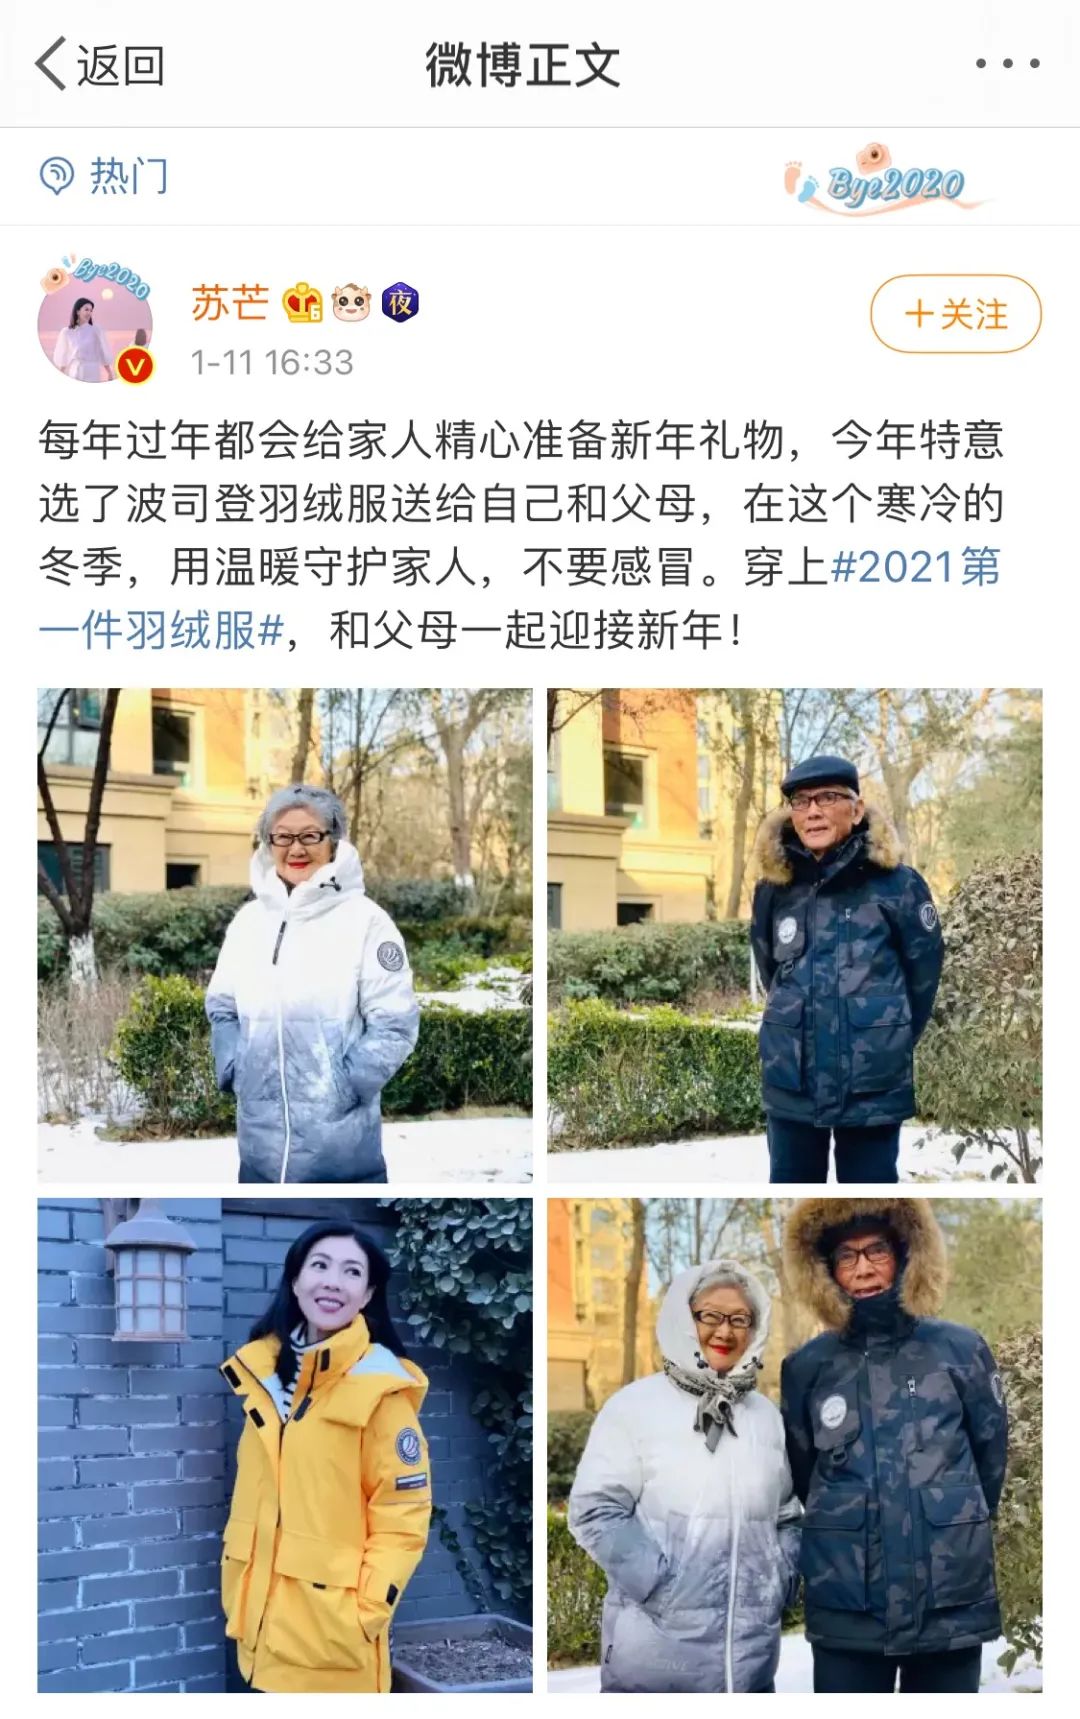 返回
微博正文
热门
Bye2020
Bye2020
苏芒
6
夜
V
1-11 16:33
+关注
每年过年都会给家人精心准备新年礼物，今年特意
选了波司登羽绒服送给自己和父母，在这个寒冷的
冬季，用温暖守护家人，不要感冒。穿上#2021第
一件羽绒服#，和父母一起迎接新年！